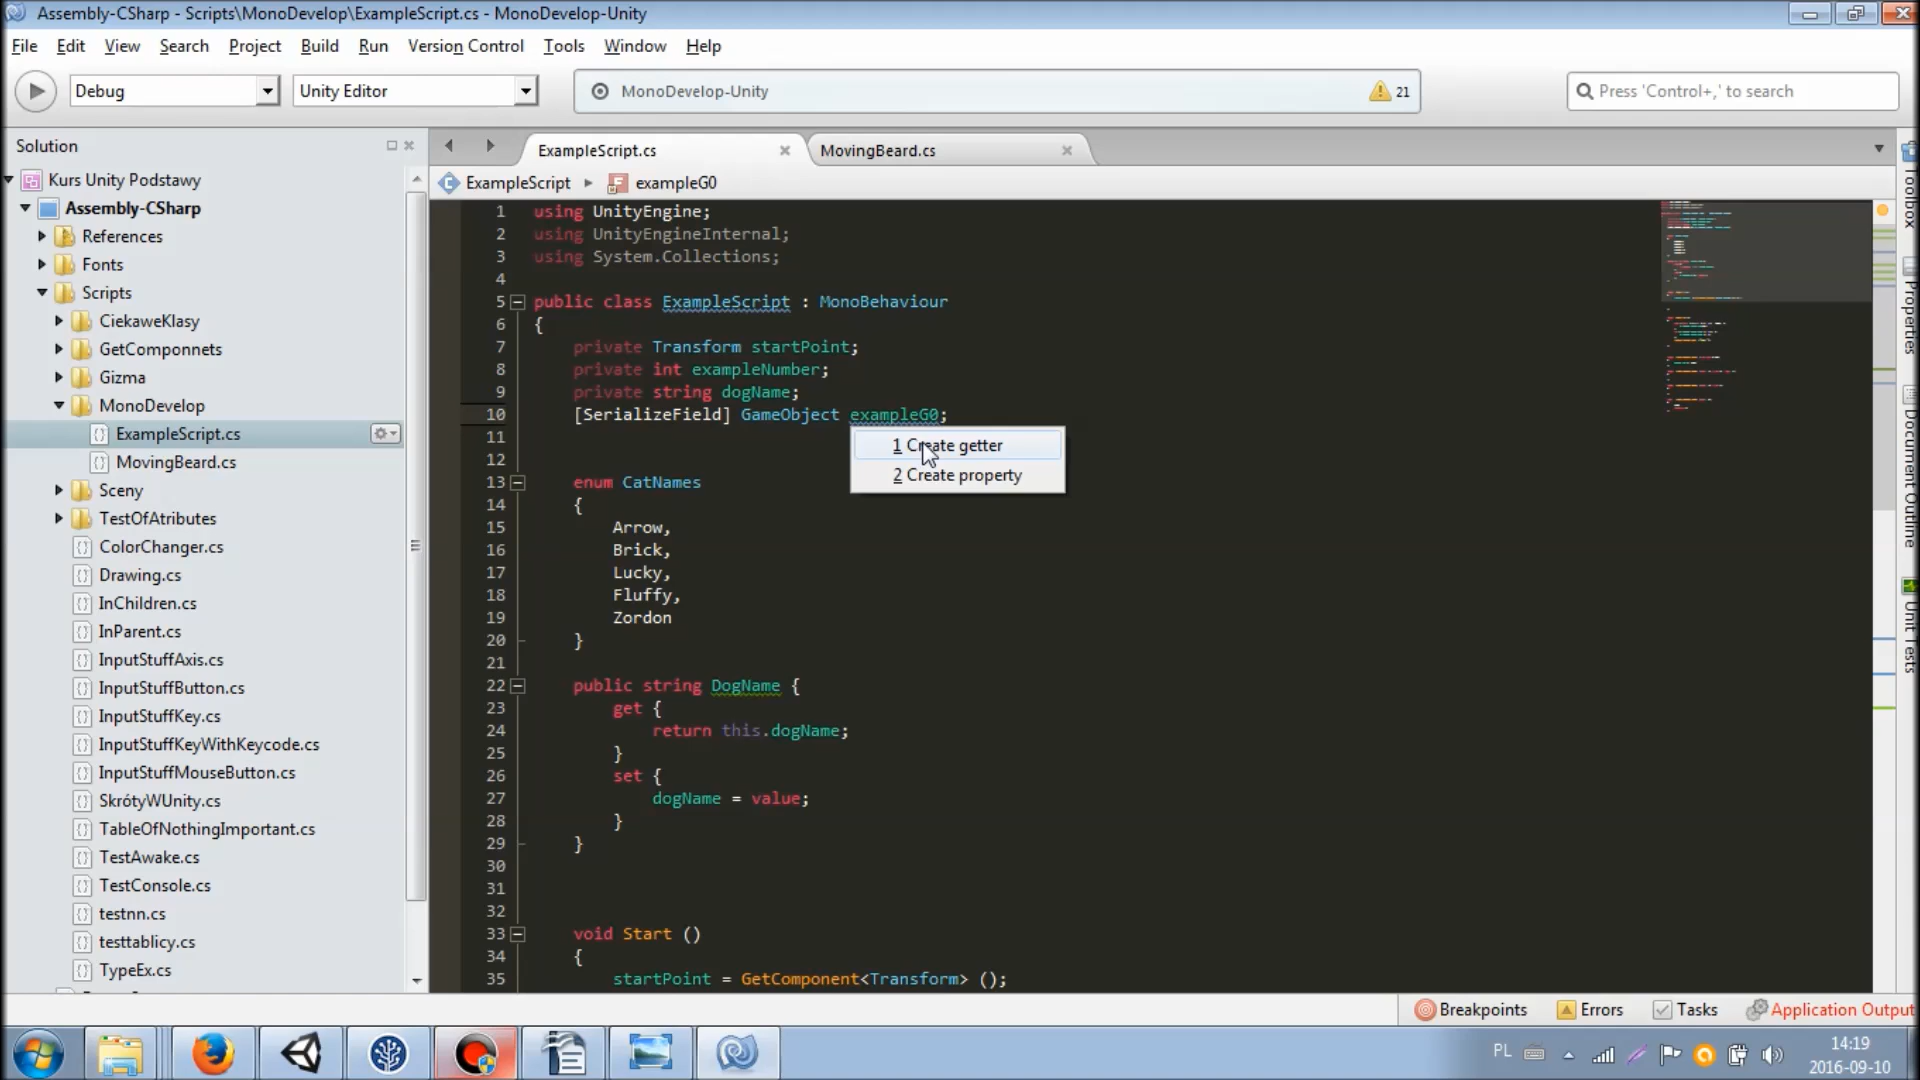 Assembly-CSharp - Scripts\MonoDevelop\ExampleScript.cs - MonoDevelop-Unity
File Edit View Search Project Build Run Version Control Tools Window Help
Debug Unity Editor MonoDevelop-Unity 21 Press 'Control+,' to search
Solution
Kurs Unity Podstawy
Assembly-CSharp
References
Fonts
Scripts
CiekaweKlasy
GetComponnets
Gizma
MonoDevelop
ExampleScript.cs
MovingBeard.cs
Sceny
TestOfAtributes
ColorChanger.cs
Drawing.cs
InChildren.cs
InParent.cs
InputStuffAxis.cs
InputStuffButton.cs
InputStuffKey.cs
InputStuffKeyWithKeycode.cs
InputStuffMouseButton.cs
SkrótyWUnity.cs
TableOfNothingImportant.cs
TestAwake.cs
TestConsole.cs
testnn.cs
testtablicy.cs
TypeEx.cs
ExampleScript.cs MovingBeard.cs
ExampleScript exampleG0
1 using UnityEngine;
2 using UnityEngineInternal;
3 using System.Collections;
4
5 public class ExampleScript : MonoBehaviour
6 {
7 private Transform startPoint;
8 private int exampleNumber;
9 private string dogName;
10 [SerializeField] GameObject exampleG0;
11
12
13 enum CatNames
14 {
15 Arrow,
16 Brick,
17 Lucky,
18 Fluffy,
19 Zordon
20 }
21
22 public string DogName {
23 get {
24 return this.dogName;
25 }
26 set {
27 dogName = value;
28 }
29 }
30
31
32
33 void Start ()
34 {
35 startPoint = GetComponent<Transform> ();
1 Create getter
2 Create property
Toolbox
Properties
Document Outline
Unit Tests
Breakpoints Errors Tasks Application Output
PL
14:19
2016-09-10